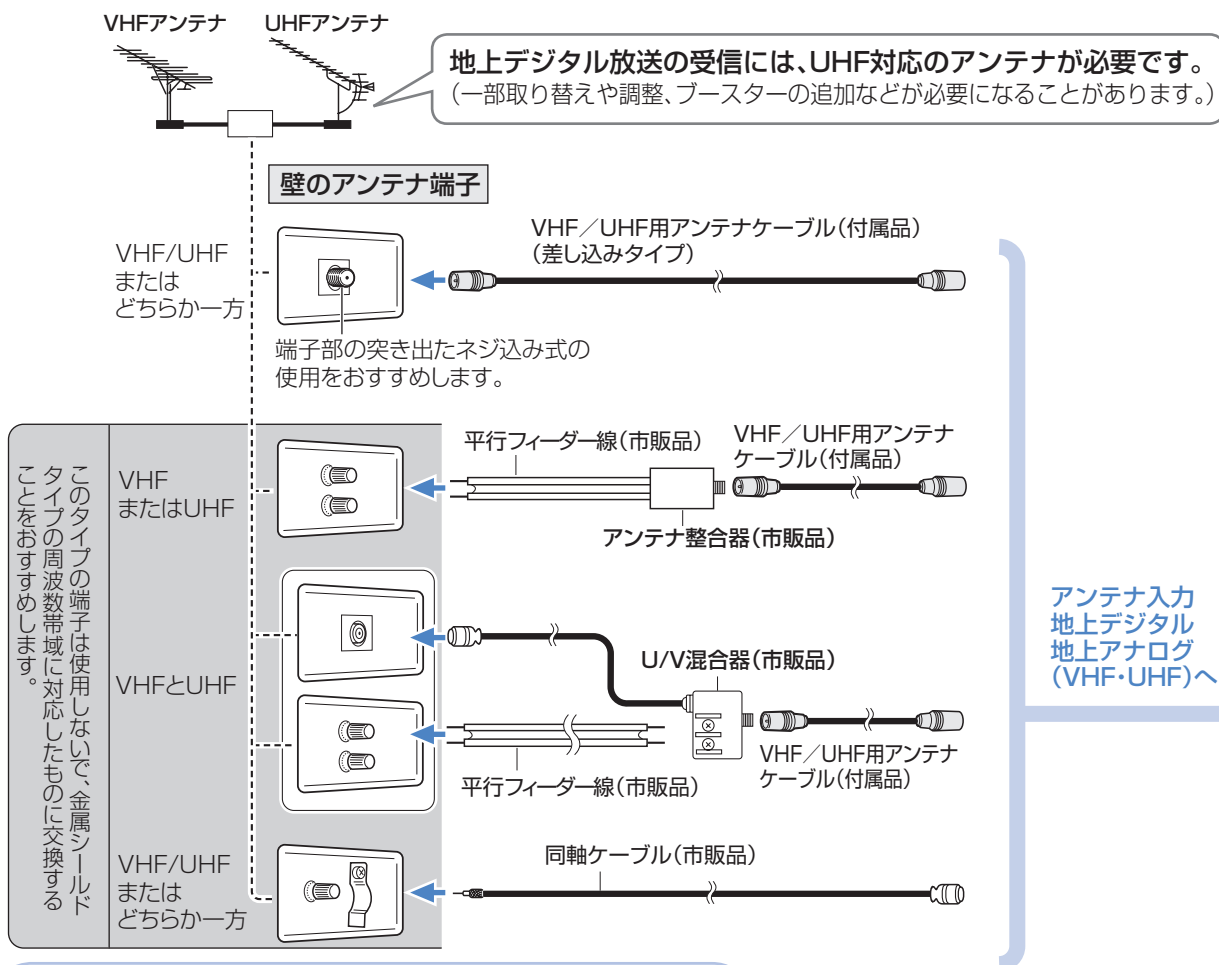 VHFアンテナ
UHFアンテナ
地上デジタル放送の受信には、UHF対応のアンテナが必要です。
（一部取り替えや調整、ブースターの追加などが必要になることがあります。）
壁のアンテナ端子
VHF/UHF
または
どちらか一方
VHF／UHF用アンテナケーブル（付属品）
（差し込みタイプ）
端子部の突き出たネジ込み式の
使用をおすすめします。
このタイプの端子は使用しないで、金属シールド
タイプの周波数帯域に対応したものに交換する
ことをおすすめします。
VHF
またはUHF
平行フィーダー線（市販品）
VHF／UHF用アンテナ
ケーブル（付属品）
アンテナ整合器（市販品）
VHFとUHF
U/V混合器（市販品）
平行フィーダー線（市販品）
VHF／UHF用アンテナ
ケーブル（付属品）
VHF/UHF
または
どちらか一方
同軸ケーブル（市販品）
アンテナ入力
地上デジタル
地上アナログ
（VHF・UHF）へ